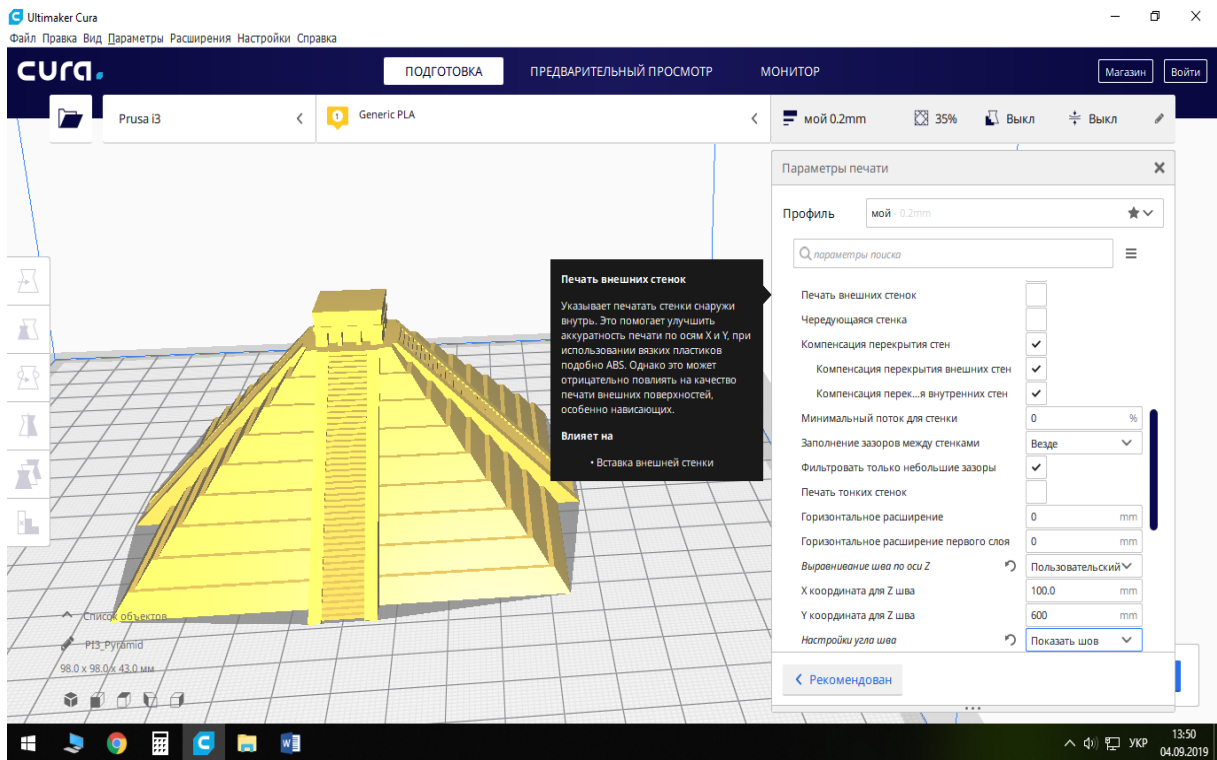 Ultimaker Cura
Файл Правка Вид Параметры Расширения Настройки Справка
cura.
ПОДГОТОВКА
ПРЕДВАРИТЕЛЬНЫЙ ПРОСМОТР
МОНИТОР
Магазин
Войти
Prusa i3
1
Generic PLA
мой 0.2mm
35%
Выкл
Выкл
Параметры печати
Профиль
мой - 0.2mm
параметры поиска
Печать внешних стенок
Чередующаяся стенка
Компенсация перекрытия стен
Компенсация перекрытия внешних стен
Компенсация перек...я внутренних стен
Минимальный поток для стенки 0 %
Заполнение зазоров между стенками Везде
Фильтровать только небольшие зазоры
Печать тонких стенок
Горизонтальное расширение 0 mm
Горизонтальное расширение первого слоя 0 mm
Выравнивание шва по оси Z Пользовательский
X координата для Z шва 100.0 mm
Y координата для Z шва 600 mm
Настройки угла шва Показать шов
Рекомендован
Печать внешних стенок
Указывает печатать стенки снаружи
внутрь. Это помогает улучшить
аккуратность печати по осям X и Y, при
использовании вязких пластиков
подобно ABS. Однако это может
отрицательно повлиять на качество
печати внешних поверхностей,
особенно нависающих.
Влияет на
• Вставка внешней стенки
Список объектов
PI3_Pyramid
98.0 x 98.0 x 43.0 мм
УКР
13:50
04.09.2019